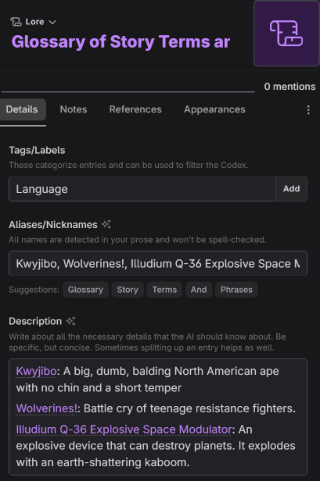 Lore
Glossary of Story Terms ar
0 mentions
Details Notes References Appearances
Tags/Labels
These categorize entries and can be used to filter the Codex.
Language Add
Aliases/Nicknames
All names are detected in your prose and won't be spell-checked.
Kwyjibo, Wolverines!, Illudium Q-36 Explosive Space M
Suggestions: Glossary Story Terms And Phrases
Description
Write about all the necessary details that the AI should know about. Be
specific, but concise. Sometimes splitting up an entry helps as well.
Kwyjibo: A big, dumb, balding North American ape
with no chin and a short temper
Wolverines!: Battle cry of teenage resistance fighters.
Illudium Q-36 Explosive Space Modulator: An
explosive device that can destroy planets. It explodes
with an earth-shattering kaboom.